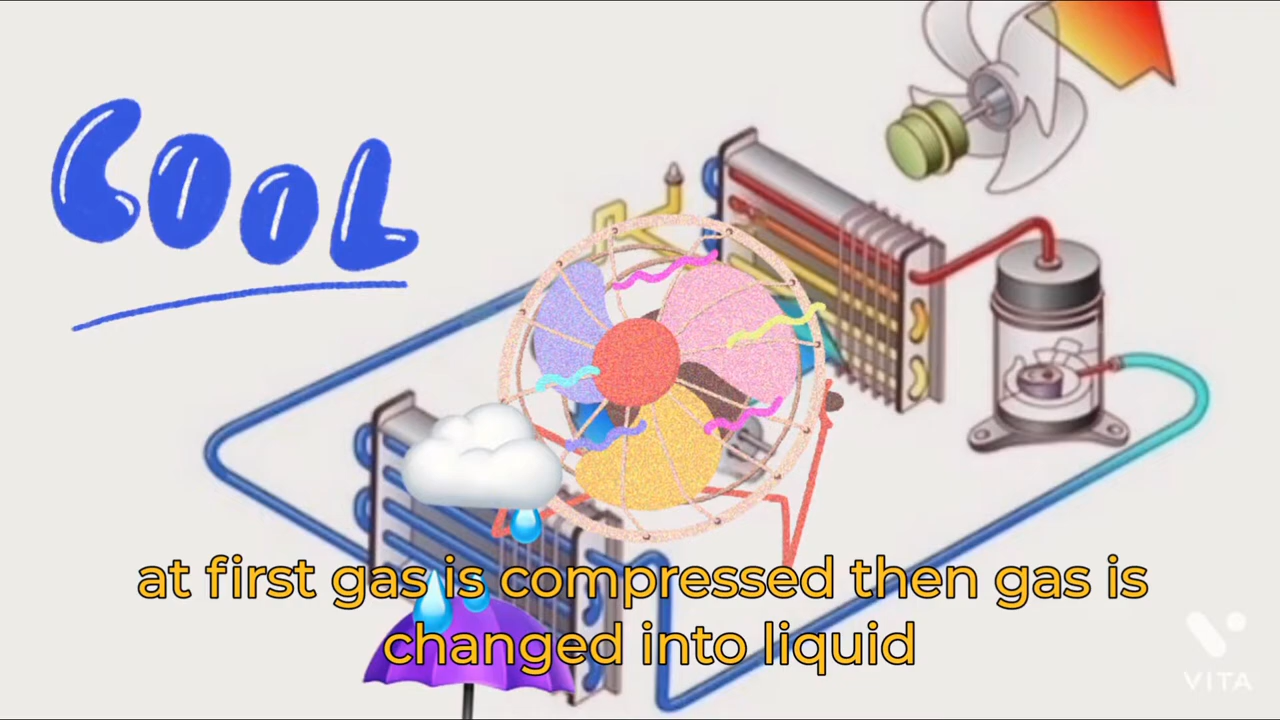 COOL
at first gas is compressed then gas is
changed into liquid
VITA